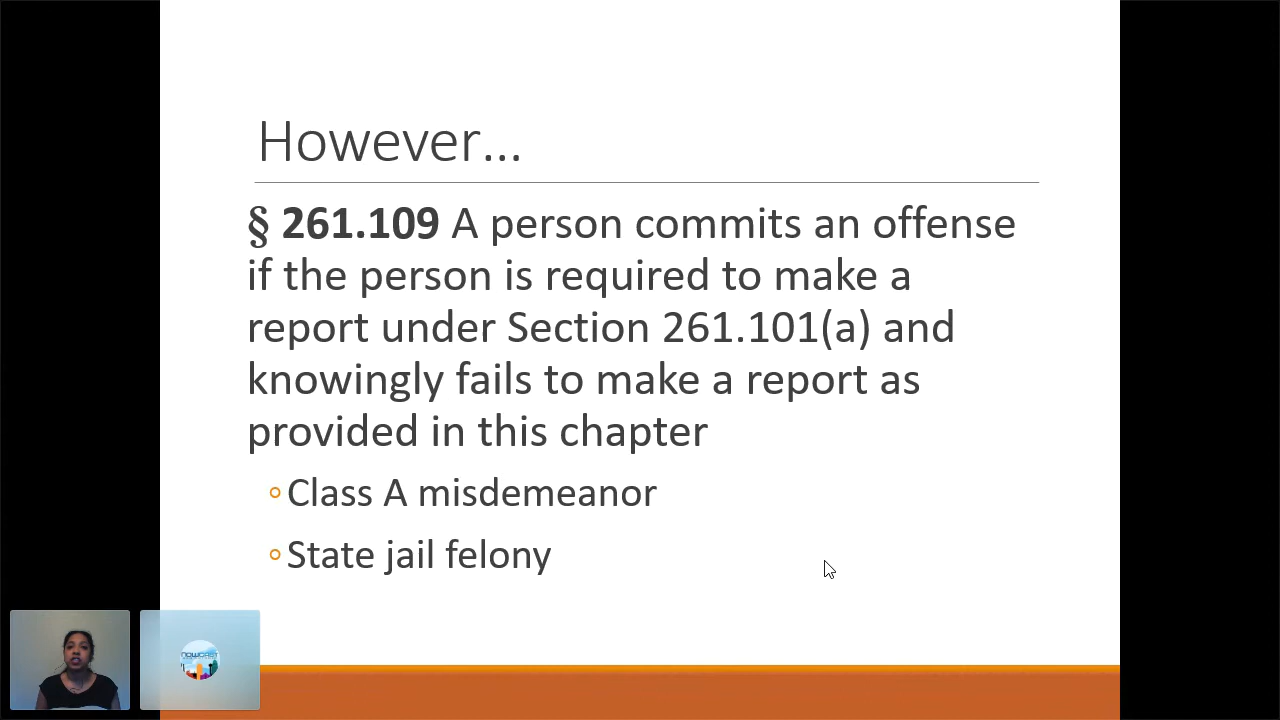 However...
§ 261.109 A person commits an offense
if the person is required to make a
report under Section 261.101(a) and
knowingly fails to make a report as
provided in this chapter
Class A misdemeanor
State jail felony
NOWCAST